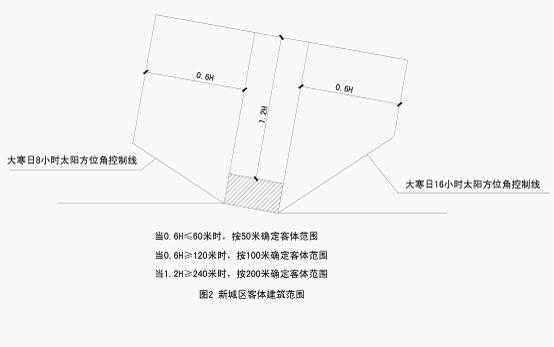 0.6H
0.6H
1.2H
大寒日8小时太阳方位角控制线
大寒日16小时太阳方位角控制线
当0.6H≤60米时，按50米确定客体范围
当0.6H≥120米时，按100米确定客体范围
当1.2H≥240米时，按200米确定客体范围
图2 新城区客体建筑范围